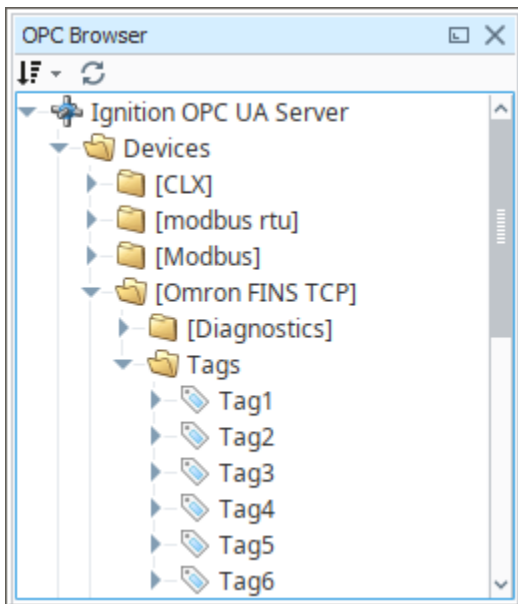 OPC Browser
Ignition OPC UA Server
Devices
[CLX]
[modbus rtu]
[Modbus]
[Omron FINS TCP]
[Diagnostics]
Tags
Tag1
Tag2
Tag3
Tag4
Tag5
Tag6